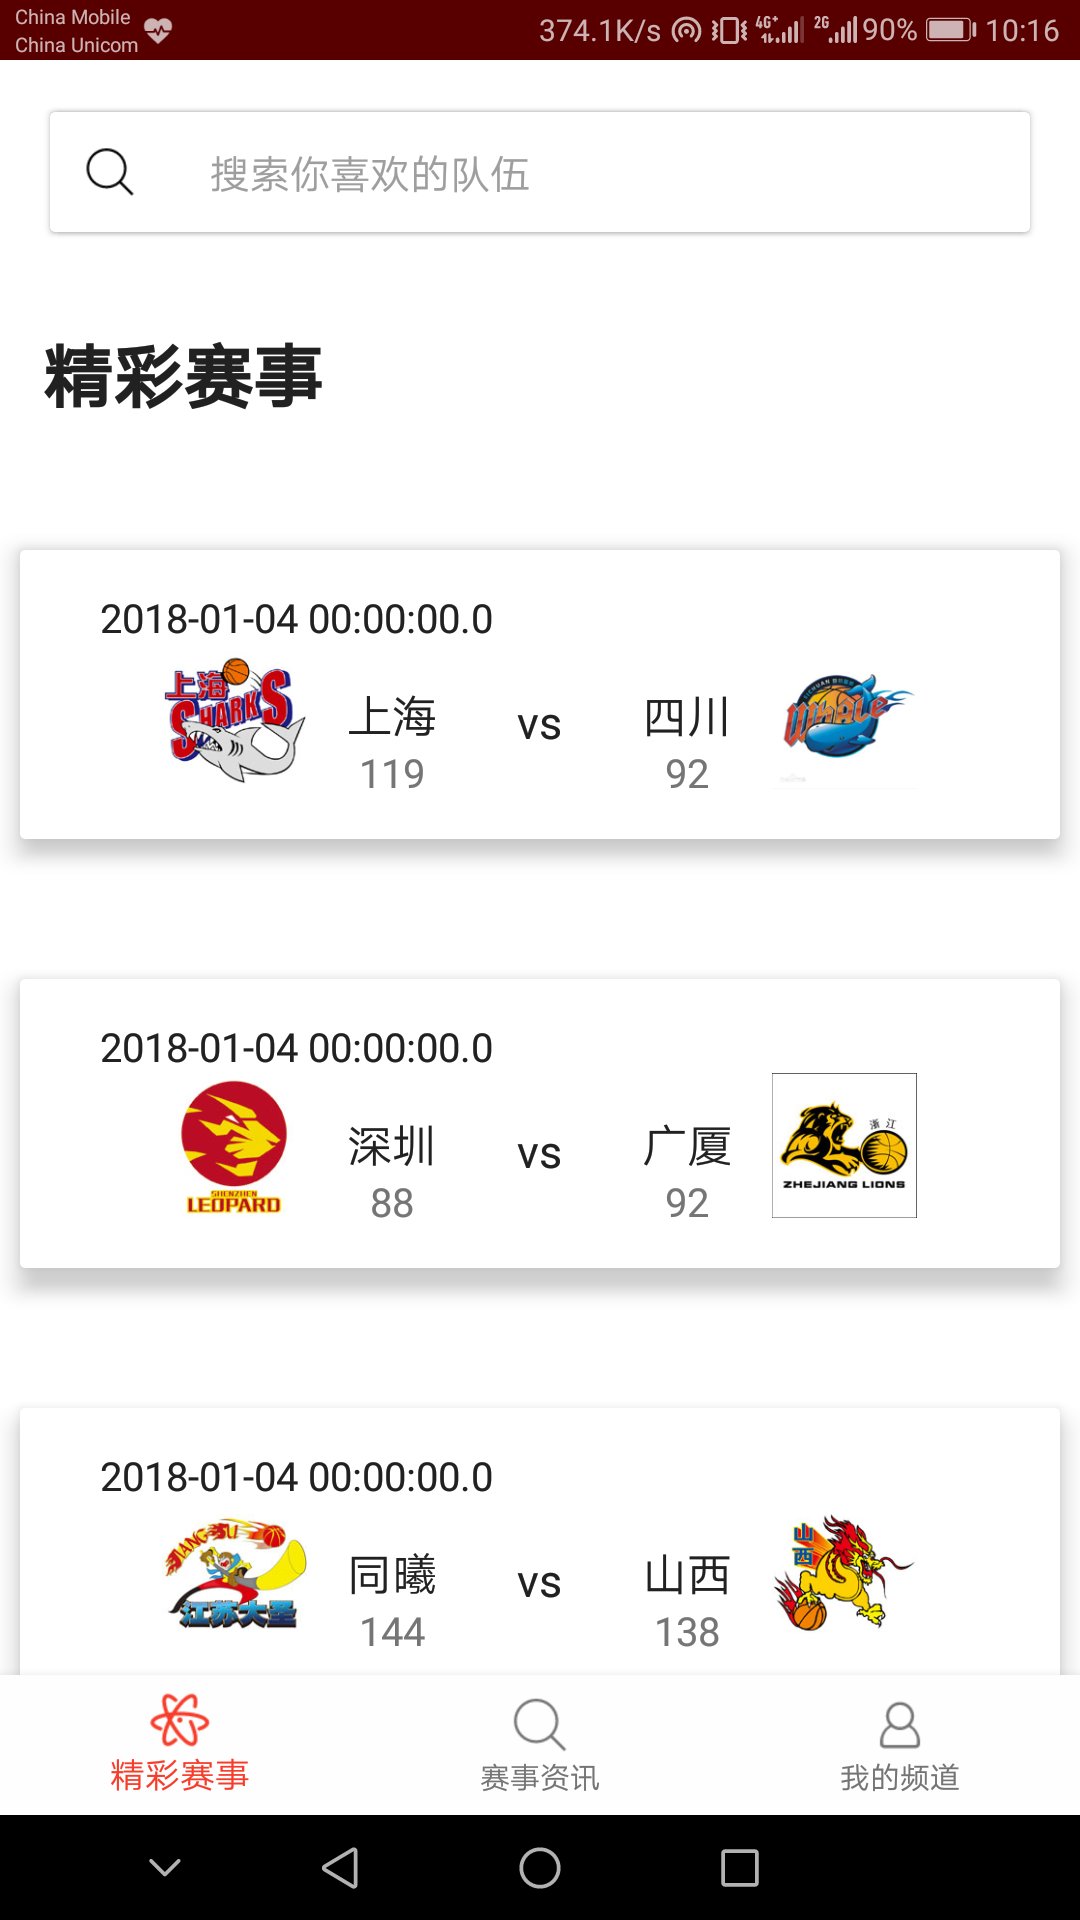 China Mobile
China Unicom
374.1K/s 4G+ 2G 90% 10:16
搜索你喜欢的队伍
精彩赛事
2018-01-04 00:00:00.0
上海 SHARKS
上海 vs 四川
119 92
SICHUAN WHALE
2018-01-04 00:00:00.0
SHENZHEN LEOPARD
深圳 vs 广厦
88 92
浙江
ZHEJIANG LIONS
2018-01-04 00:00:00.0
JIANGSU
江苏大圣
同曦 vs 山西
144 138
山西
精彩赛事 赛事资讯 我的频道